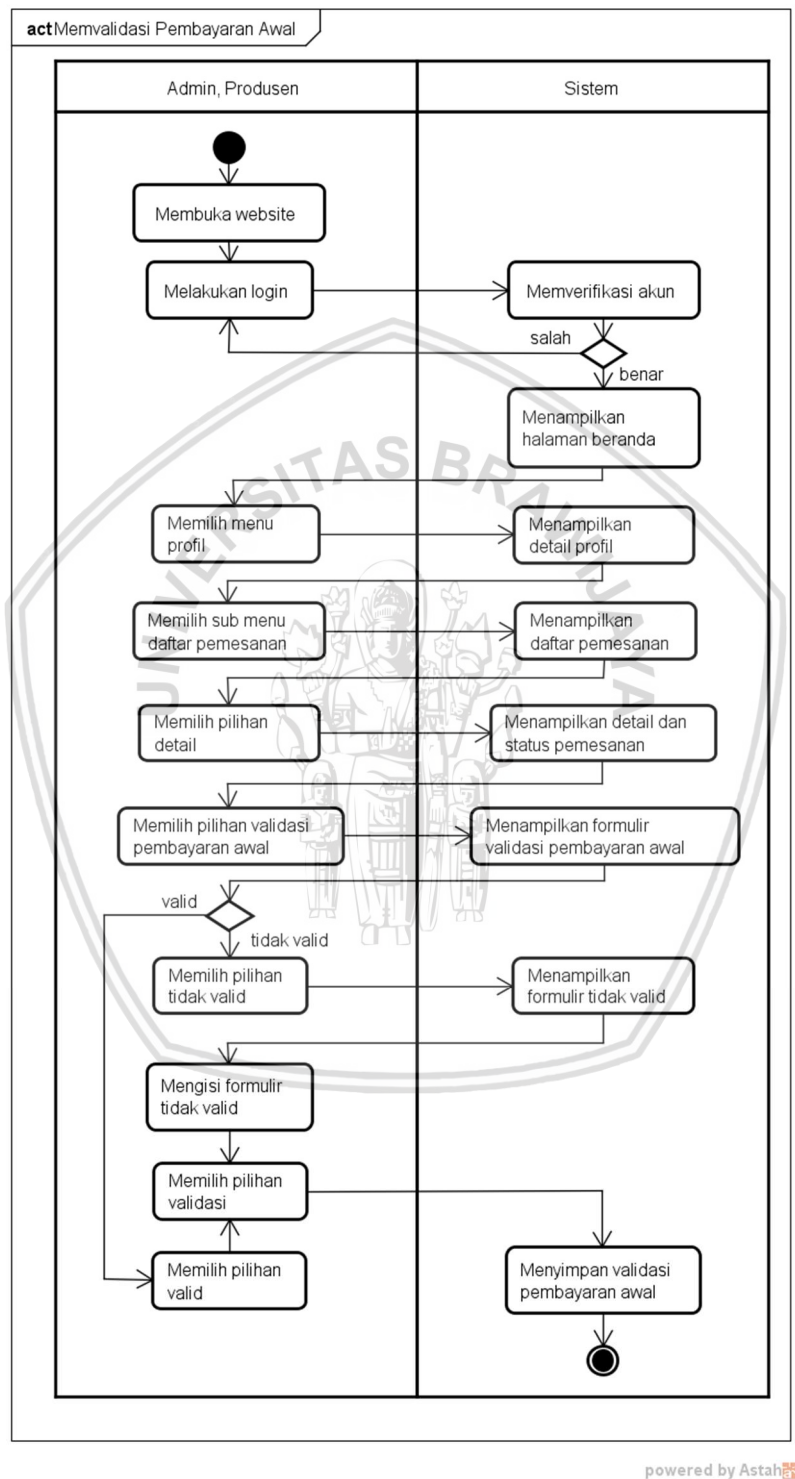 act Memvalidasi Pembayaran Awal
Admin, Produsen
Sistem
Membuka website
Melakukan login
Memverifikasi akun
salah
benar
Menampilkan
halaman beranda
Memilih menu
profil
Menampilkan
detail profil
Memilih sub menu
daftar pemesanan
Menampilkan
daftar pemesanan
Memilih pilihan
detail
Menampilkan detail dan
status pemesanan
Memilih pilihan validasi
pembayaran awal
Menampilkan formulir
validasi pembayaran awal
valid
tidak valid
Memilih pilihan
tidak valid
Menampilkan
formulir tidak valid
Mengisi formulir
tidak valid
Memilih pilihan
validasi
Memilih pilihan
valid
Menyimpan validasi
pembayaran awal
UNIVERSITAS BRAWIJAYA
powered by Astah